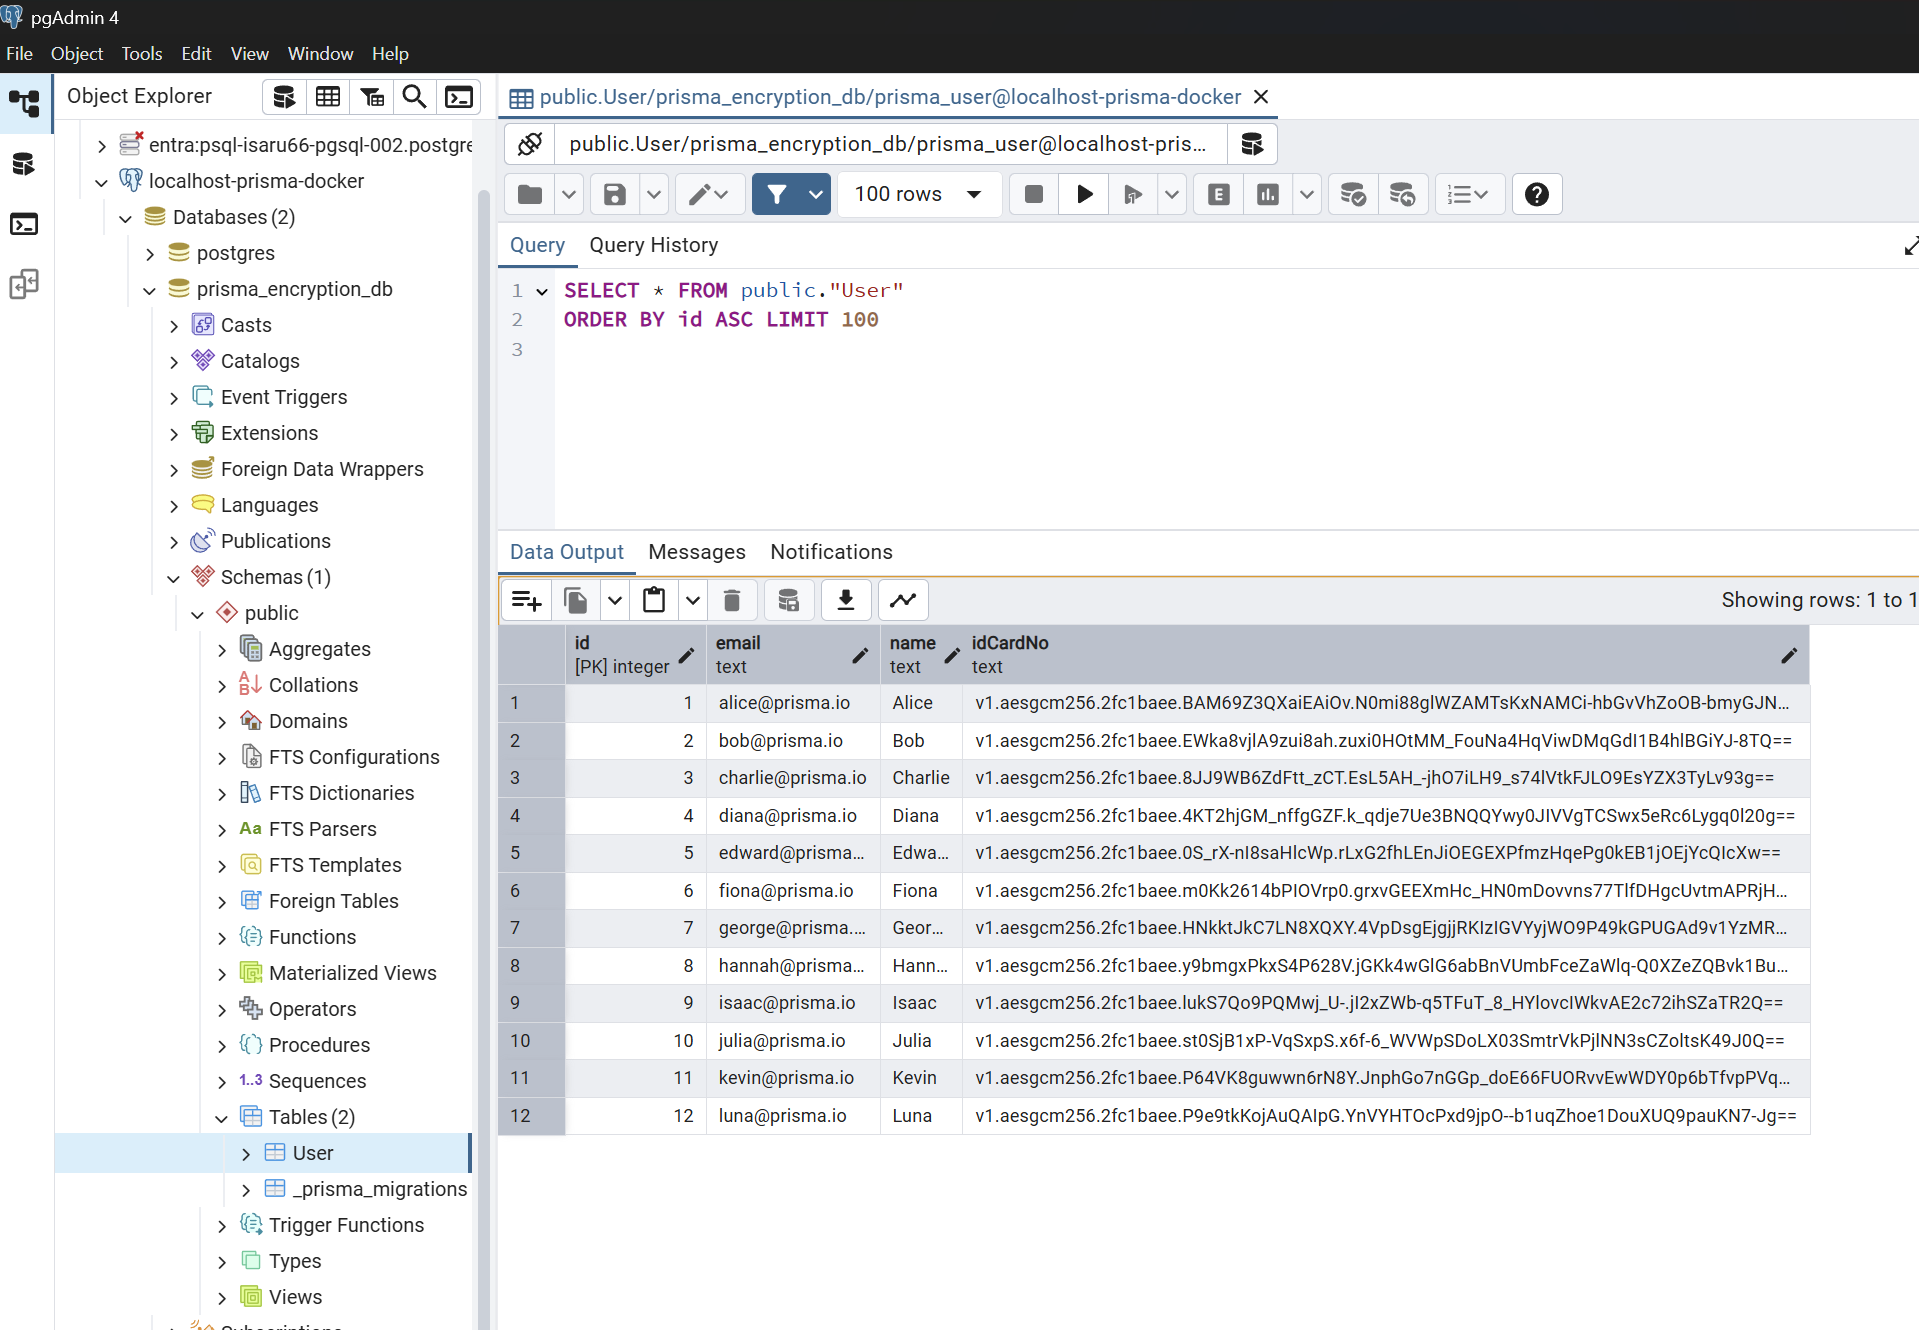 pgAdmin 4
File Object Tools Edit View Window Help
Object Explorer
entra:psql-isaru66-pgsql-002.postgre
localhost-prisma-docker
Databases (2)
postgres
prisma_encryption_db
Casts
Catalogs
Event Triggers
Extensions
Foreign Data Wrappers
Languages
Publications
Schemas (1)
public
Aggregates
Collations
Domains
FTS Configurations
FTS Dictionaries
Aa FTS Parsers
FTS Templates
Foreign Tables
Functions
Materialized Views
Operators
Procedures
1..3 Sequences
Tables (2)
User
_prisma_migrations
Trigger Functions
Types
Views
Subscriptions
public.User/prisma_encryption_db/prisma_user@localhost-prisma-docker
public.User/prisma_encryption_db/prisma_user@localhost-pris...
100 rows
E
Query Query History
1 SELECT * FROM public."User"
2 ORDER BY id ASC LIMIT 100
3
Data Output Messages Notifications
Showing rows: 1 to 1
id email name idCardNo
[PK] integer text text text
1 1 alice@prisma.io Alice v1.aesgcm256.2fc1baee.BAM69Z3QXaiEAiOv.N0mi88glWZAMTsKxNAMCi-hbGvVhZoOB-bmyGJN...
2 2 bob@prisma.io Bob v1.aesgcm256.2fc1baee.EWka8vjlA9zui8ah.zuxi0HOtMM_FouNa4HqViwDMqGdI1B4hlBGiYJ-8TQ==
3 3 charlie@prisma.io Charlie v1.aesgcm256.2fc1baee.8JJ9WB6ZdFtt_zCT.EsL5AH_-jhO7iLH9_s74lVtkFJLO9EsYZX3TyLv93g==
4 4 diana@prisma.io Diana v1.aesgcm256.2fc1baee.4KT2hjGM_nffgGZF.k_qdje7Ue3BNQQYwy0JIVVgTCSwx5eRc6Lygq0l20g==
5 5 edward@prisma... Edwa... v1.aesgcm256.2fc1baee.0S_rX-nI8saHlcWp.rLxG2fhLEnJiOEGEXPfmzHqePg0kEB1jOEjYcQIcXw==
6 6 fiona@prisma.io Fiona v1.aesgcm256.2fc1baee.m0Kk2614bPIOVrp0.grxvGEEXmHc_HN0mDovvns77TlfDHgcUvtmAPRjH...
7 7 george@prisma.... Geor... v1.aesgcm256.2fc1baee.HNkktJkC7LN8XQXY.4VpDsgEjgjjRKIzIGVYyjWO9P49kGPUGAd9v1YzMR...
8 8 hannah@prisma... Hann... v1.aesgcm256.2fc1baee.y9bmgxPkxS4P628V.jGKk4wGlG6abBnVUmbFceZaWlq-Q0XZeZQBvk1Bu...
9 9 isaac@prisma.io Isaac v1.aesgcm256.2fc1baee.lukS7Qo9PQMwj_U-.jI2xZWb-q5TFuT_8_HYlovcIWkvAE2c72ihSZaTR2Q==
10 10 julia@prisma.io Julia v1.aesgcm256.2fc1baee.st0SjB1xP-VqSxpS.x6f-6_WVWpSDoLX03SmtrVkPjlNN3sCZoltsK49J0Q==
11 11 kevin@prisma.io Kevin v1.aesgcm256.2fc1baee.P64VK8guwwn6rN8Y.JnphGo7nGGp_doE66FUORvvEwWDY0p6bTfvpPVq...
12 12 luna@prisma.io Luna v1.aesgcm256.2fc1baee.P9e9tkKojAuQAIpG.YnVYHTOcPxd9jpO--b1uqZhoe1DouXUQ9pauKN7-Jg==